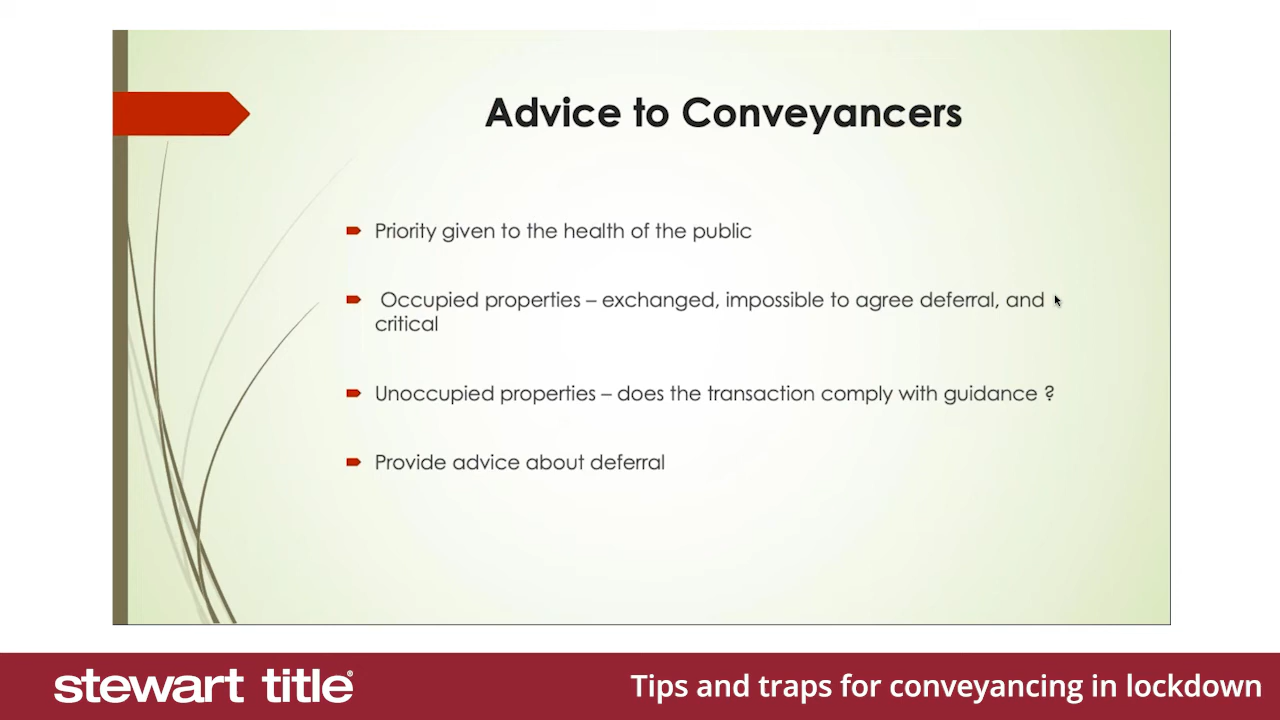 Advice to Conveyancers
Priority given to the health of the public
Occupied properties – exchanged, impossible to agree deferral, and
critical
Unoccupied properties – does the transaction comply with guidance ?
Provide advice about deferral
stewart title®
Tips and traps for conveyancing in lockdown